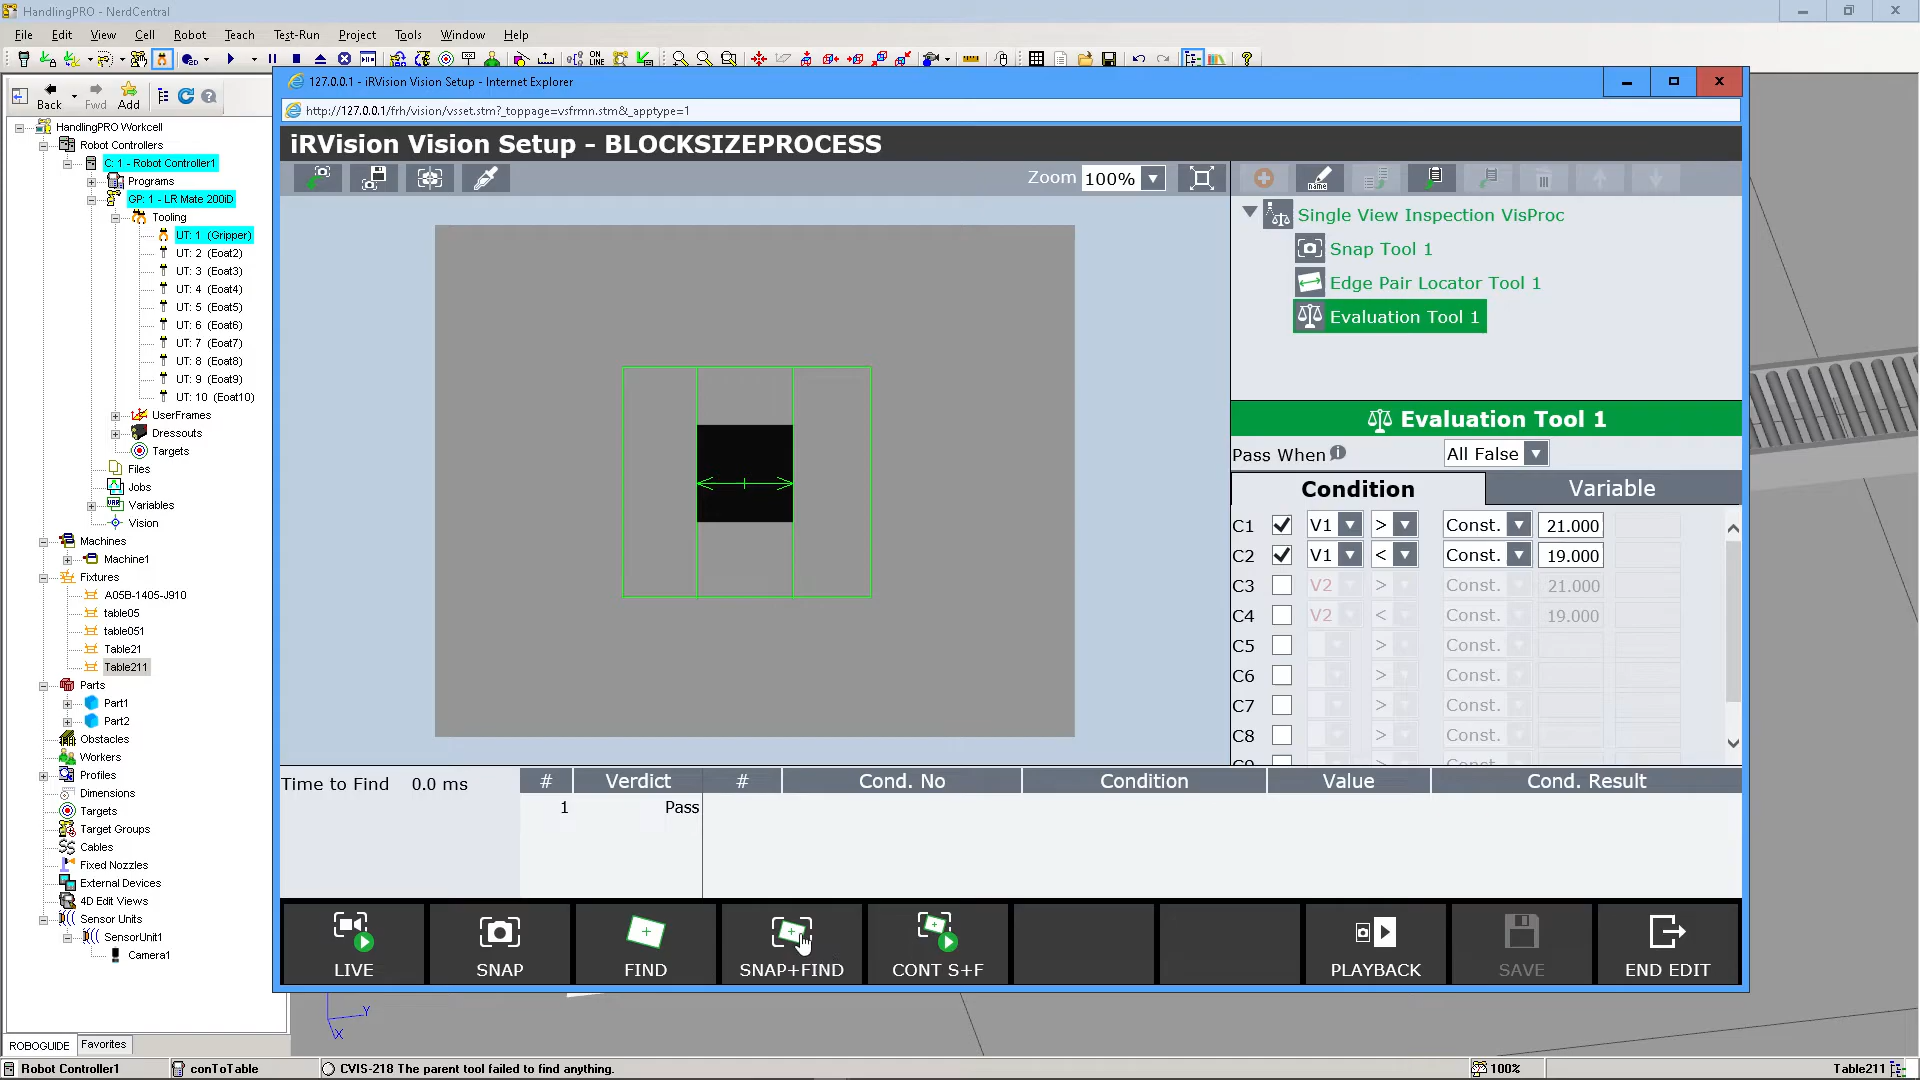 HandlingPRO - NerdCentral
File Edit View Cell Robot Teach Test-Run Project Tools Window Help
ON
LINE
Back Fwd Add
HandlingPRO Workcell
Robot Controllers
C: 1 - Robot Controller1
Programs
GP: 1 - LR Mate 200iD
Tooling
UT: 1 (Gripper)
UT: 2 (Eoat2)
UT: 3 (Eoat3)
UT: 4 (Eoat4)
UT: 5 (Eoat5)
UT: 6 (Eoat6)
UT: 7 (Eoat7)
UT: 8 (Eoat8)
UT: 9 (Eoat9)
UT: 10 (Eoat10)
UserFrames
Dressouts
Targets
Files
Jobs
Variables
Vision
Machines
Machine1
Fixtures
A05B-1405-J910
table05
table051
Table21
Table211
Parts
Part1
Part2
Obstacles
Workers
Profiles
Dimensions
Targets
Target Groups
Cables
Fixed Nozzles
External Devices
4D Edit Views
Sensor Units
SensorUnit1
Camera1
ROBOGUIDE Favorites
127.0.0.1 - iRVision Vision Setup - Internet Explorer
http://127.0.0.1/frh/vision/vsset.stm?_toppage=vsfrmn.stm&_apptype=1
iRVision Vision Setup - BLOCKSIZEPROCESS
Zoom 100%
name
Single View Inspection VisProc
Snap Tool 1
Edge Pair Locator Tool 1
Evaluation Tool 1
Evaluation Tool 1
Pass When All False
Condition Variable
C1 V1 > Const. 21.000
C2 V1 < Const. 19.000
C3 V2 > Const. 21.000
C4 V2 < Const. 19.000
C5 > Const.
C6 > Const.
C7 > Const.
C8 > Const.
Time to Find 0.0 ms
# Verdict # Cond. No Condition Value Cond. Result
1 Pass
LIVE SNAP FIND SNAP+FIND CONT S+F PLAYBACK SAVE END EDIT
Y
X
Robot Controller1 conToTable CVIS-218 The parent tool failed to find anything. 100% Table211